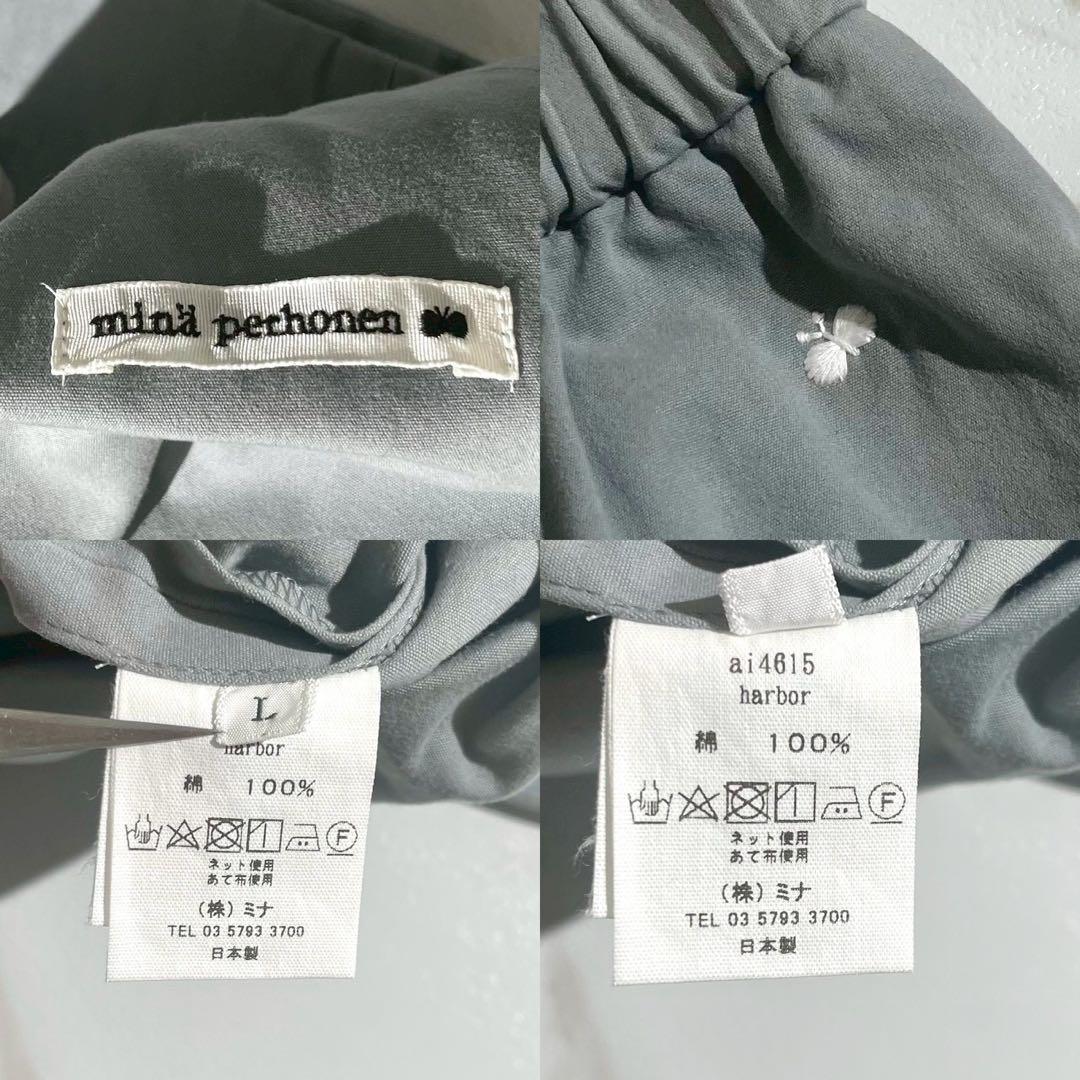 minä perhonen
L
harbor
綿 100%
F
ネット使用
あて布使用
(株)ミナ
TEL 03 5793 3700
日本製
ai4615
harbor
綿 100%
F
ネット使用
あて布使用
(株)ミナ
TEL 03 5793 3700
日本製